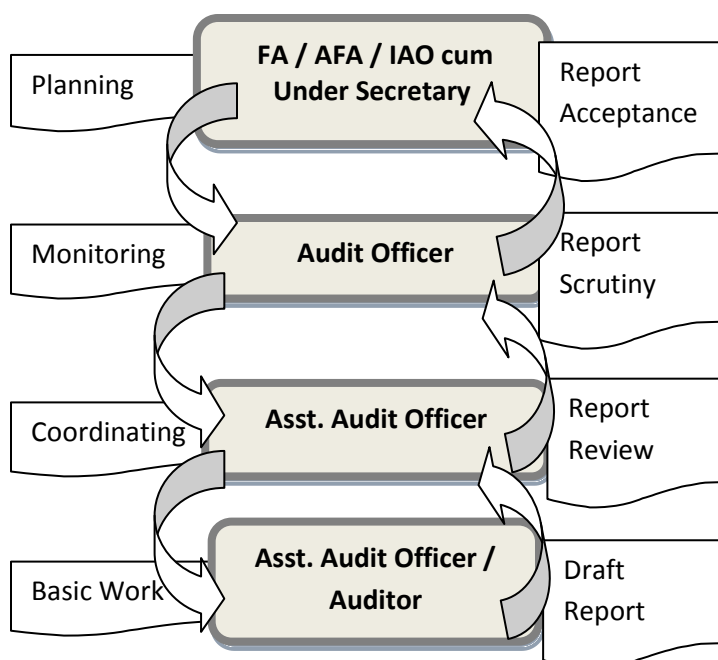 Planning
FA / AFA / IAO cum
Under Secretary
Report
Acceptance
Monitoring
Audit Officer
Report
Scrutiny
Coordinating
Asst. Audit Officer
Report
Review
Basic Work
Asst. Audit Officer /
Auditor
Draft
Report